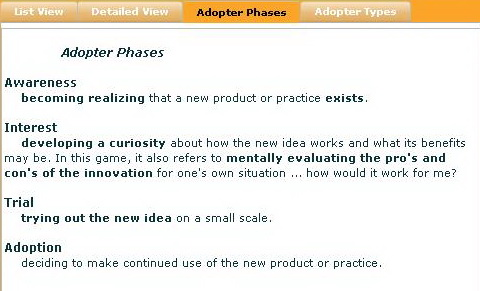 List View Detailed View Adopter Phases Adopter Types
Adopter Phases
Awareness
becoming realizing that a new product or practice exists.
Interest
developing a curiosity about how the new idea works and what its benefits
may be. In this game, it also refers to mentally evaluating the pro's and
con's of the innovation for one's own situation ... how would it work for me?
Trial
trying out the new idea on a small scale.
Adoption
deciding to make continued use of the new product or practice.